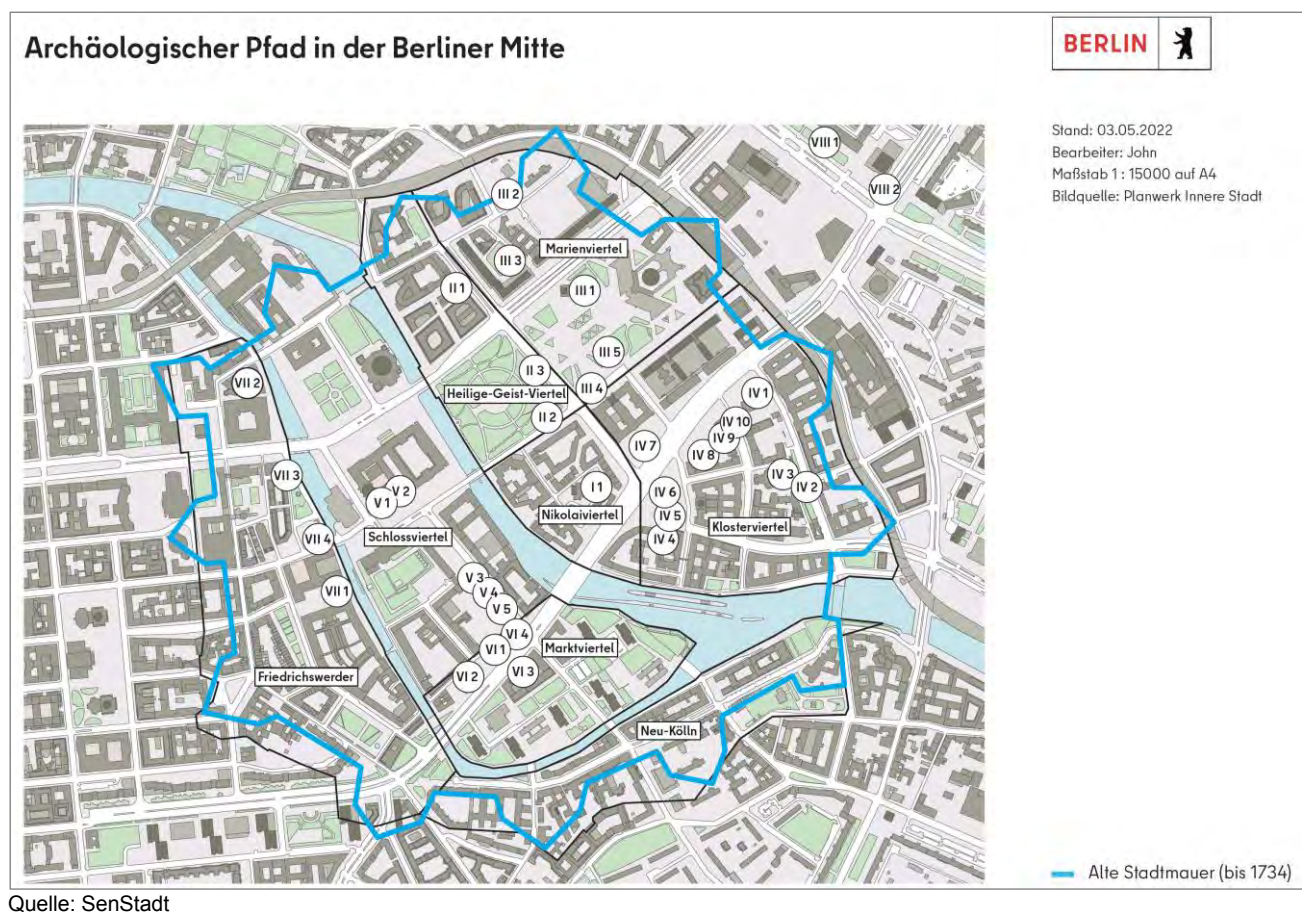 Archäologischer Pfad in der Berliner Mitte
BERLIN
Stand: 03.05.2022
Bearbeiter: John
Maßstab 1 : 15000 auf A4
Bildquelle: Planwerk Innere Stadt
VIII 1
VIII 2
III 2
Marienviertel
III 3
II 1
III 1
III 5
II 3
VII 2
III 4
Heilige-Geist-Viertel
IV 1
II 2
IV 10
IV 9
IV 7
IV 8
VII 3
IV 3
I 1
IV 2
V 2
IV 6
V 1
Nikolaiviertel
IV 5
Klosterviertel
Schlossviertel
VII 4
IV 4
V 3
VII 1
V 4
V 5
VI 4
Marktviertel
VI 1
VI 3
VI 2
Friedrichswerder
Neu-Kölln
Alte Stadtmauer (bis 1734)
Quelle: SenStadt